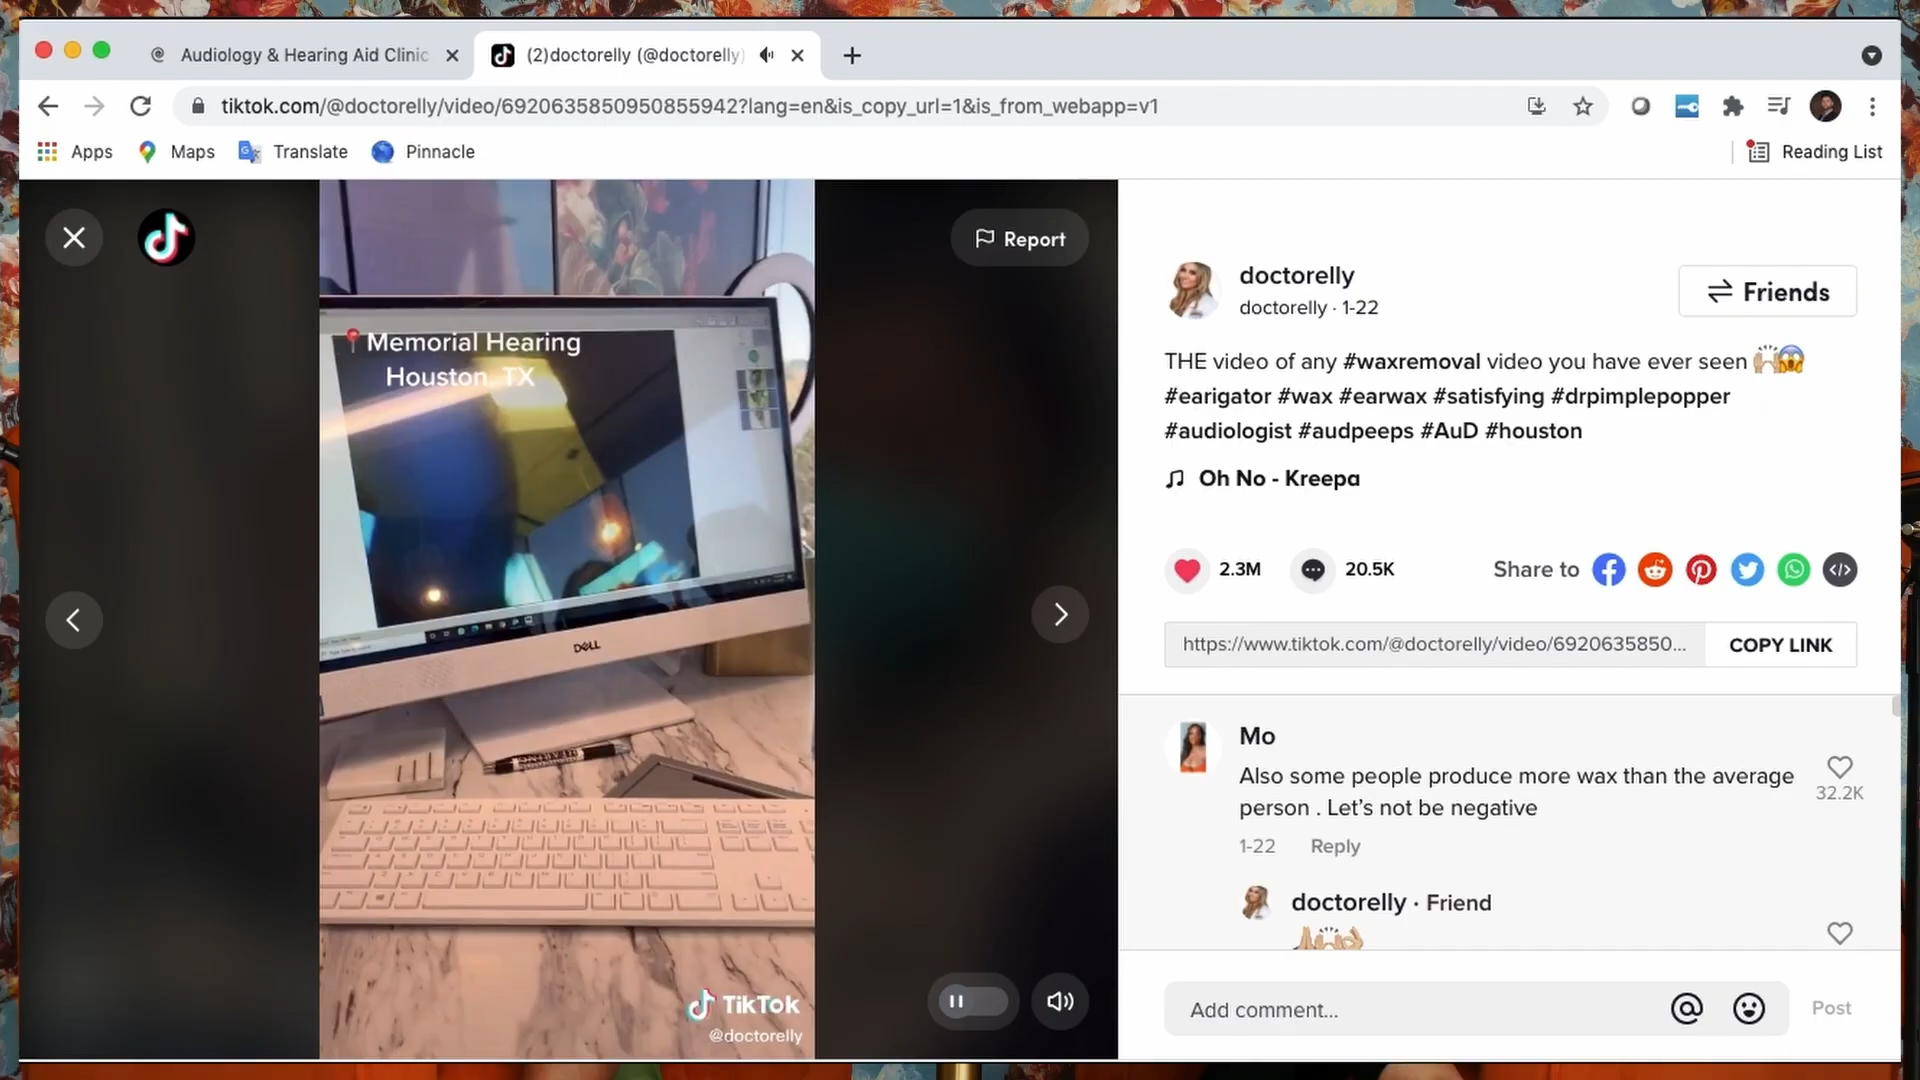 Audiology & Hearing Aid Clinic
(2)doctorelly (@doctorelly)
tiktok.com/@doctorelly/video/6920635850950855942?lang=en&is_copy_url=1&is_from_webapp=v1
Apps
Maps
Translate
Pinnacle
Reading List
Report
Memorial Hearing
Houston, TX
DELL
TikTok
@doctorelly
doctorelly
doctorelly · 1-22
Friends
THE video of any #waxremoval video you have ever seen 🙌🏼😱
#earigator #wax #earwax #satisfying #drpimplepopper
#audiologist #audpeeps #AuD #houston
Oh No - Kreepa
2.3M
20.5K
Share to
https://www.tiktok.com/@doctorelly/video/6920635850...
COPY LINK
Mo
Also some people produce more wax than the average
person . Let's not be negative
32.2K
1-22
Reply
doctorelly · Friend
Add comment...
Post